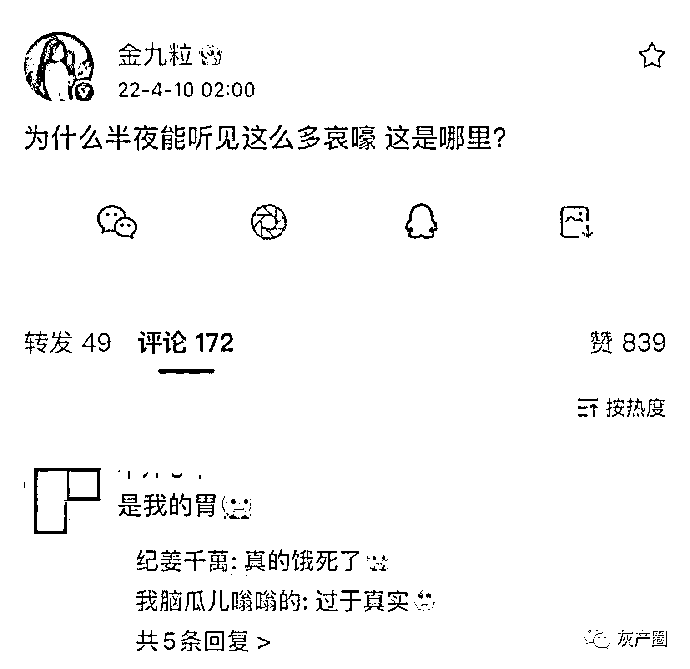 金九粒
22-4-10 02:00
为什么半夜能听见这么多哀嚎 这是哪里?
转发 49 评论 172 赞 839
按热度
是我的胃
纪姜千萬: 真的饿死了
我脑瓜儿嗡嗡的: 过于真实
共5条回复 >
灰产圈